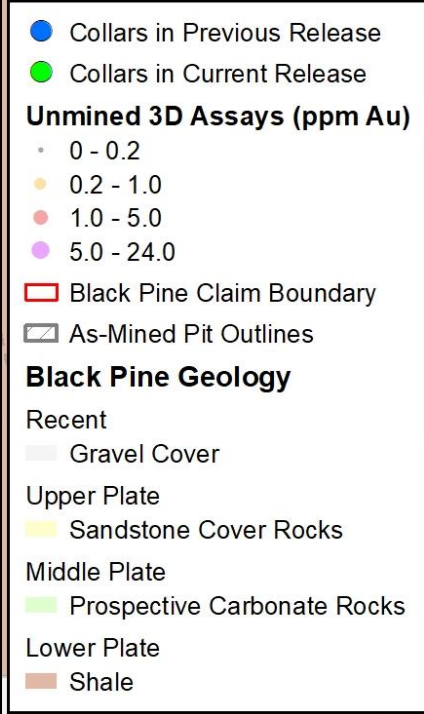 Collars in Previous Release
Collars in Current Release
Unmined 3D Assays (ppm Au)
0 - 0.2
0.2 - 1.0
1.0 - 5.0
5.0 - 24.0
Black Pine Claim Boundary
As-Mined Pit Outlines
Black Pine Geology
Recent
Gravel Cover
Upper Plate
Sandstone Cover Rocks
Middle Plate
Prospective Carbonate Rocks
Lower Plate
Shale